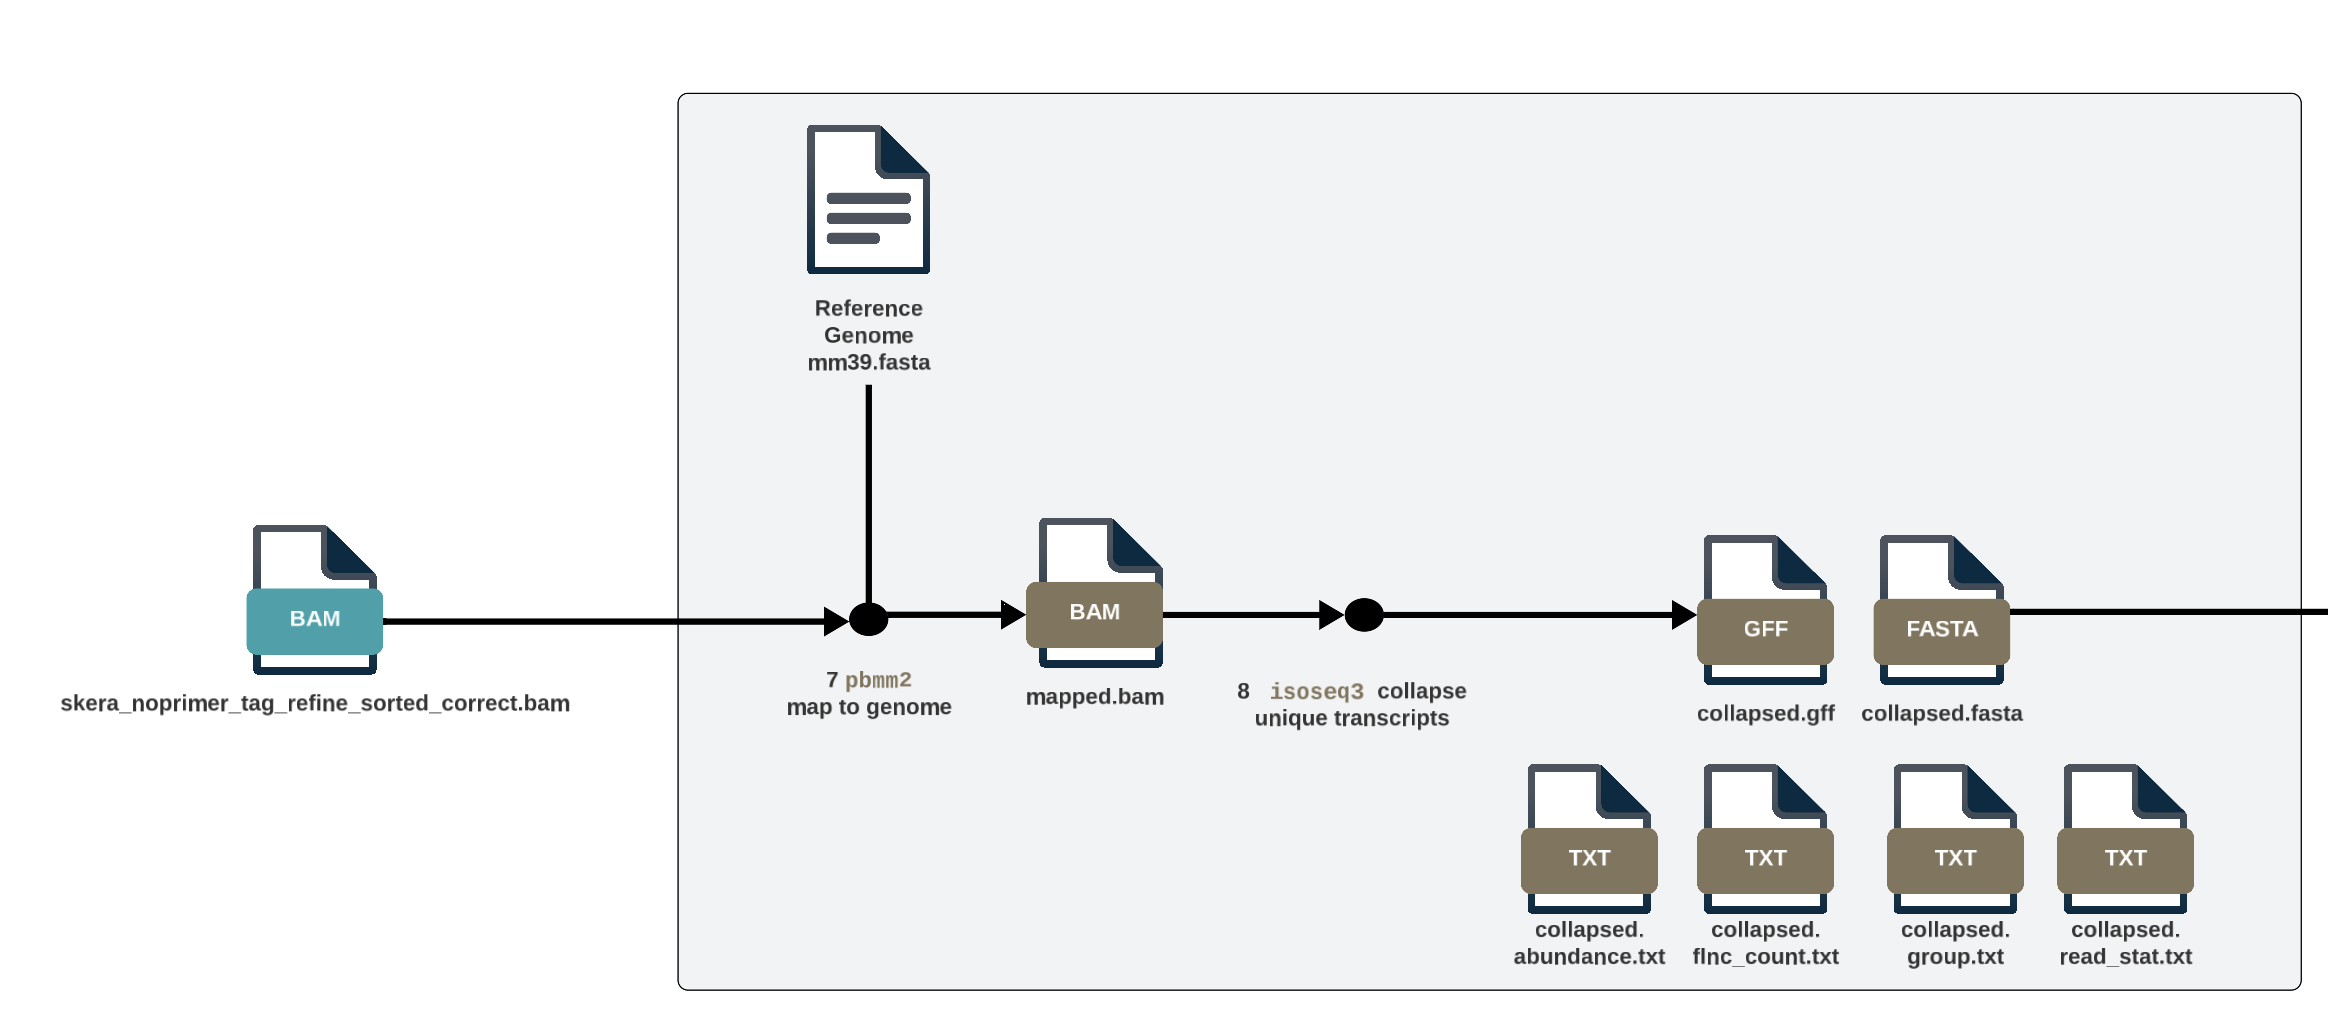 Reference
Genome
mm39.fasta
BAM
skera_noprimer_tag_refine_sorted_correct.bam
7 pbmm2
map to genome
BAM
mapped.bam
8 isoseq3 collapse
unique transcripts
GFF
collapsed.gff
FASTA
collapsed.fasta
TXT
collapsed.
abundance.txt
TXT
collapsed.
flnc_count.txt
TXT
collapsed.
group.txt
TXT
collapsed.
read_stat.txt